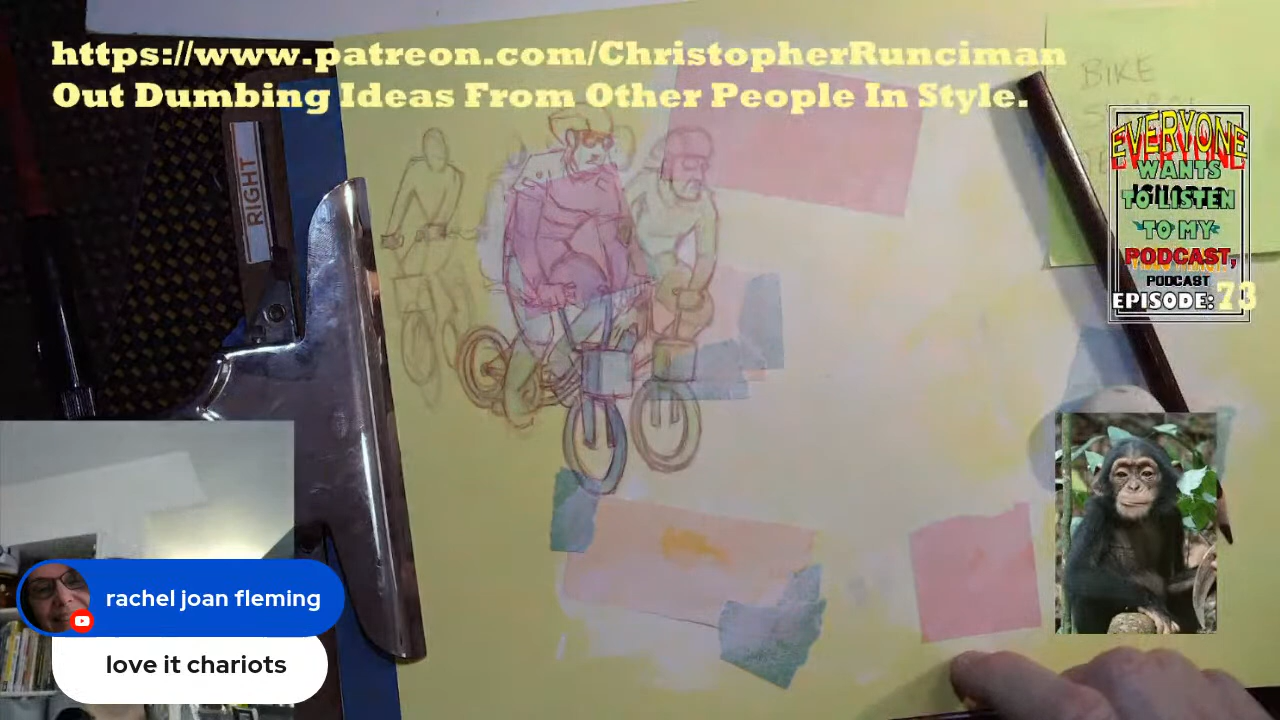 https://www.patreon.com/ChristopherRunciman
Out Dumbing Ideas From Other People In Style.
BIKE
RIGHT
EVERYONE
WANTS
TO LISTEN
TO MY
PODCAST,
PODCAST
EPISODE: 73
rachel joan fleming
love it chariots